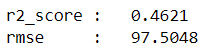 r2_score :   0.4621
rmse     :   97.5048